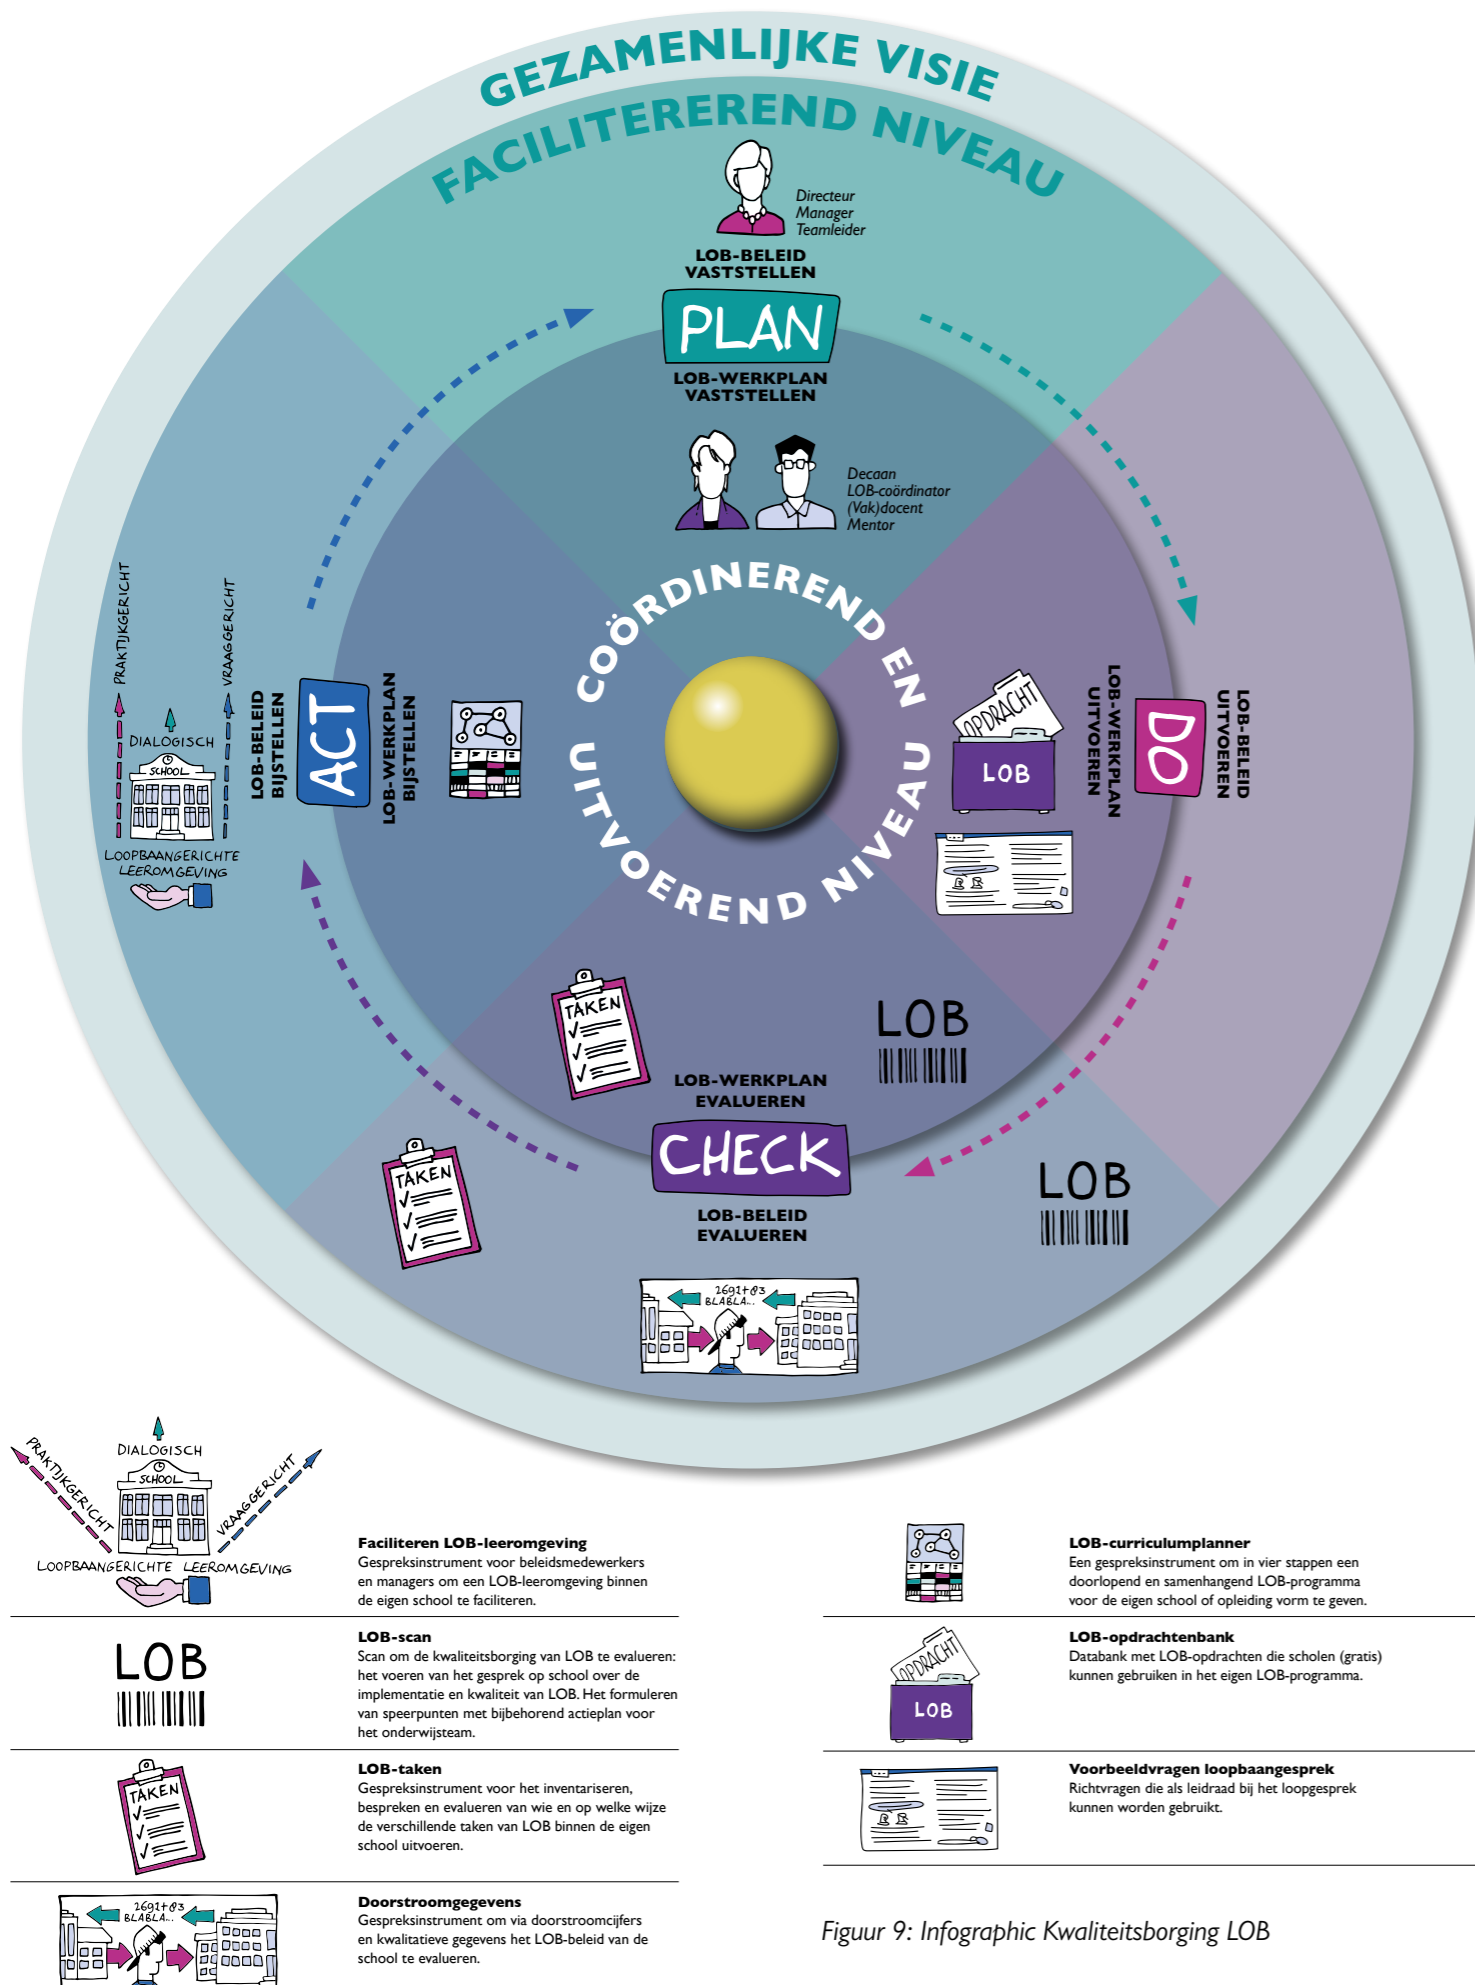 GEZAMENLIJKE VISIE
FACILITEREREND NIVEAU
Directeur
Manager
Teamleider
LOB-BELEID
VASTSTELLEN
PLAN
LOB-WERKPLAN
VASTSTELLEN
Decaan
LOB-coördinator
(Vak)docent
Mentor
COÖRDINEREND EN
UITVOEREND NIVEAU
OPDRACHT
LOB
LOB-WERKPLAN
UITVOEREN
DO
LOB-BELEID
UITVOEREN
PRAKTIJKGERICHT
DIALOGISCH
VRAAGGERICHT
SCHOOL
LOOPBAANGERICHTE
LEEROMGEVING
LOB-BELEID
BIJSTELLEN
ACT
LOB-WERKPLAN
BIJSTELLEN
TAKEN
LOB
LOB-WERKPLAN
EVALUEREN
CHECK
LOB-BELEID
EVALUEREN
TAKEN
LOB
2691+83
BLABLA...
PRAKTIJKGERICHT
DIALOGISCH
VRAAGGERICHT
SCHOOL
LOOPBAANGERICHTE LEEROMGEVING
Faciliteren LOB-leeromgeving
Gespreksinstrument voor beleidsmedewerkers
en managers om een LOB-leeromgeving binnen
de eigen school te faciliteren.
LOB
LOB-scan
Scan om de kwaliteitsborging van LOB te evalueren:
het voeren van het gesprek op school over de
implementatie en kwaliteit van LOB. Het formuleren
van speerpunten met bijbehorend actieplan voor
het onderwijsteam.
TAKEN
LOB-taken
Gespreksinstrument voor het inventariseren,
bespreken en evalueren van wie en op welke wijze
de verschillende taken van LOB binnen de eigen
school uitvoeren.
2691+83
BLABLA...
Doorstroomgegevens
Gespreksinstrument om via doorstroomcijfers
en kwalitatieve gegevens het LOB-beleid van de
school te evalueren.
LOB-curriculumplanner
Een gespreksinstrument om in vier stappen een
doorlopend en samenhangend LOB-programma
voor de eigen school of opleiding vorm te geven.
OPDRACHT
LOB
LOB-opdrachtenbank
Databank met LOB-opdrachten die scholen (gratis)
kunnen gebruiken in het eigen LOB-programma.
Voorbeeldvragen loopbaangesprek
Richtvragen die als leidraad bij het loopgesprek
kunnen worden gebruikt.
Figuur 9: Infographic Kwaliteitsborging LOB